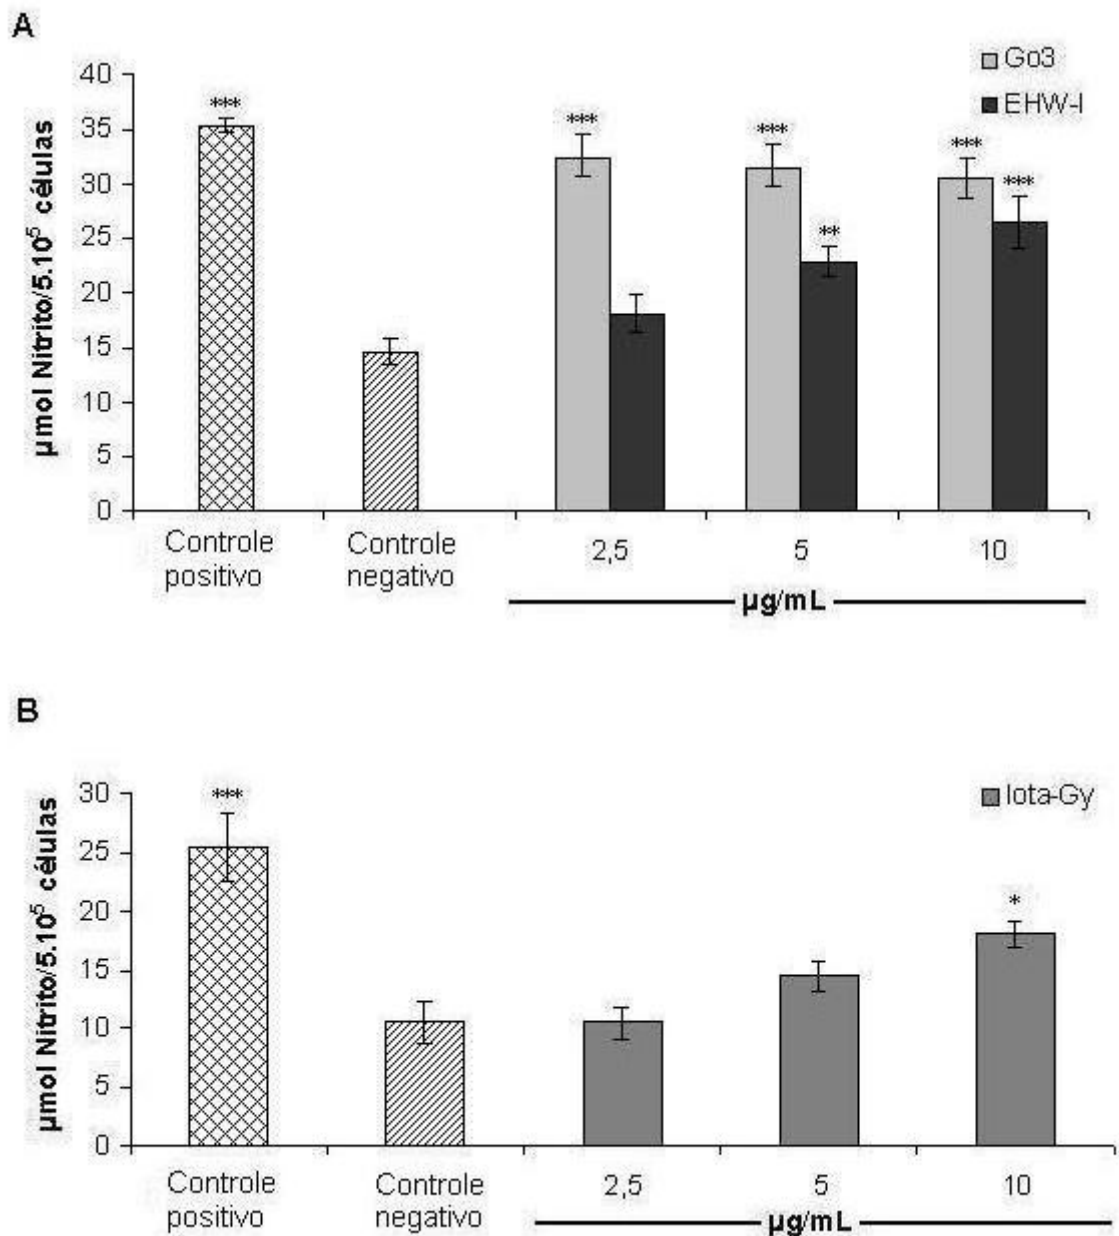 A
Go3
EHW-I
µmol Nitrito/5.10⁵ células
40
35
30
25
20
15
10
5
0
***
***
***
**
***
***
Controle
positivo
Controle
negativo
2,5
5
10
µg/mL
B
Iota-Gy
µmol Nitrito/5.10⁵ células
30
25
20
15
10
5
0
***
*
Controle
positivo
Controle
negativo
2,5
5
10
µg/mL